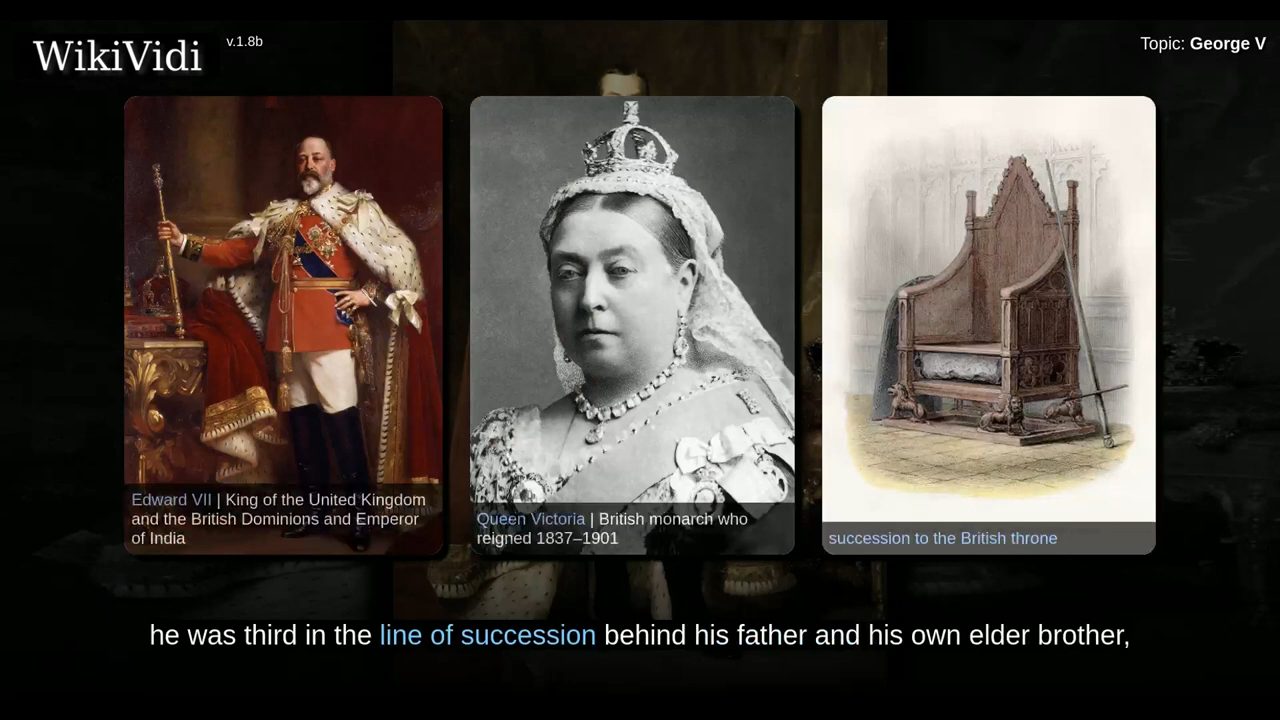 WikiVidi
v.1.8b
Topic: George V
Edward VII | King of the United Kingdom
and the British Dominions and Emperor
of India
Queen Victoria | British monarch who
reigned 1837–1901
succession to the British throne
he was third in the line of succession behind his father and his own elder brother,